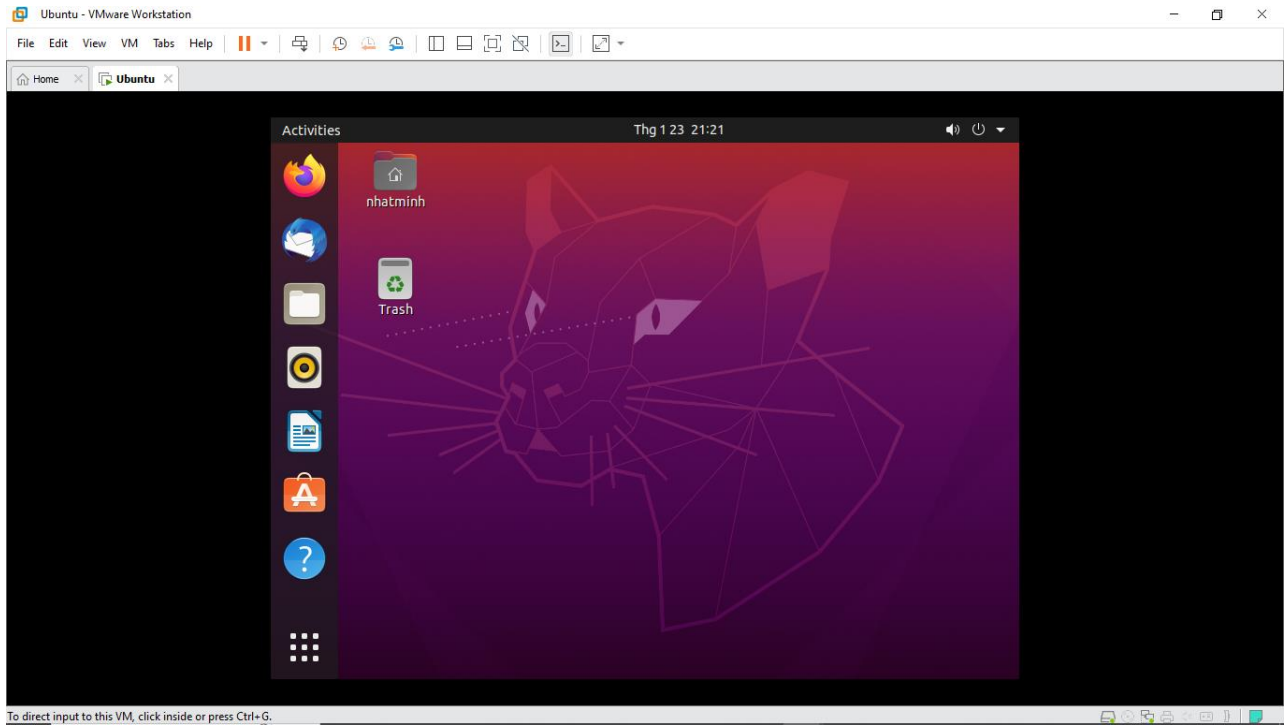 Ubuntu - VMware Workstation
File Edit View VM Tabs Help
Home Ubuntu
Activities Thg 1 23 21:21
nhatminh
Trash
To direct input to this VM, click inside or press Ctrl+G.